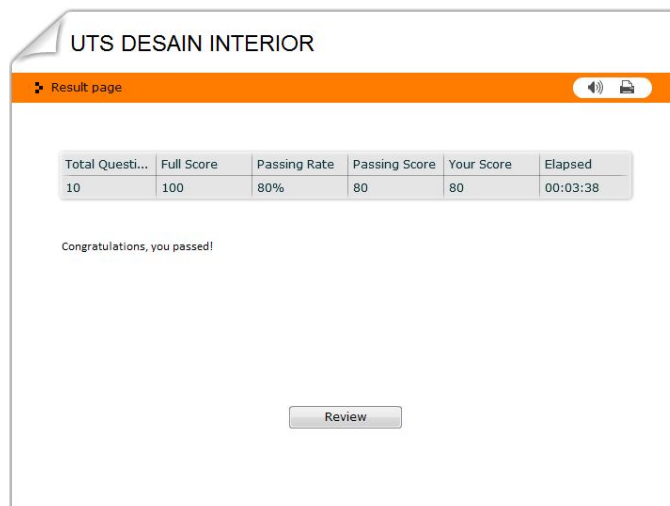 UTS DESAIN INTERIOR
Result page
Total Questi... Full Score Passing Rate Passing Score Your Score Elapsed
10 100 80% 80 80 00:03:38
Congratulations, you passed!
Review